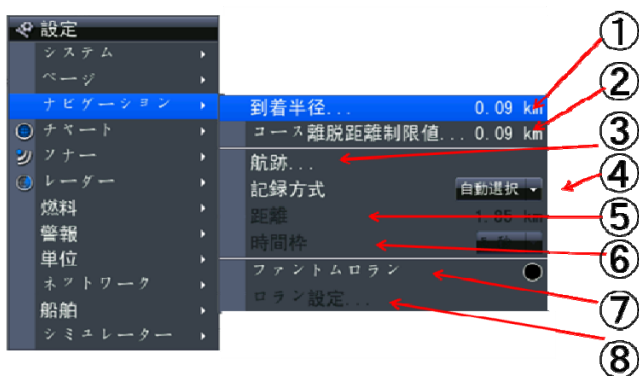 設定
システム
ページ
ナビゲーション
チャート
ソナー
レーダー
燃料
警報
単位
ネットワーク
船舶
シミュレーター
到着半径... 0.09 km
コース離脱距離制限値... 0.09 km
航跡...
記録方式 自動選択
距離 1.85 km
時間枠
ファントムロラン
ロラン設定...
①
②
③
④
⑤
⑥
⑦
⑧